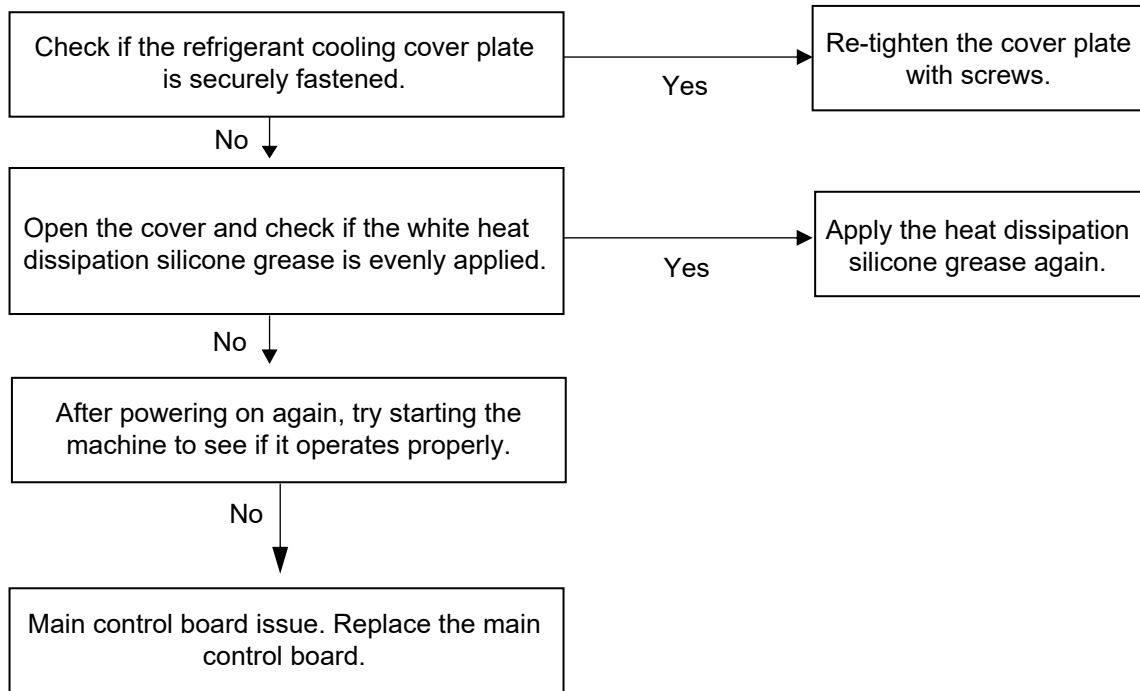 Check if the refrigerant cooling cover plate
is securely fastened.
Yes
Re-tighten the cover plate
with screws.
No
Open the cover and check if the white heat
dissipation silicone grease is evenly applied.
Yes
Apply the heat dissipation
silicone grease again.
No
After powering on again, try starting the
machine to see if it operates properly.
No
Main control board issue. Replace the main
control board.